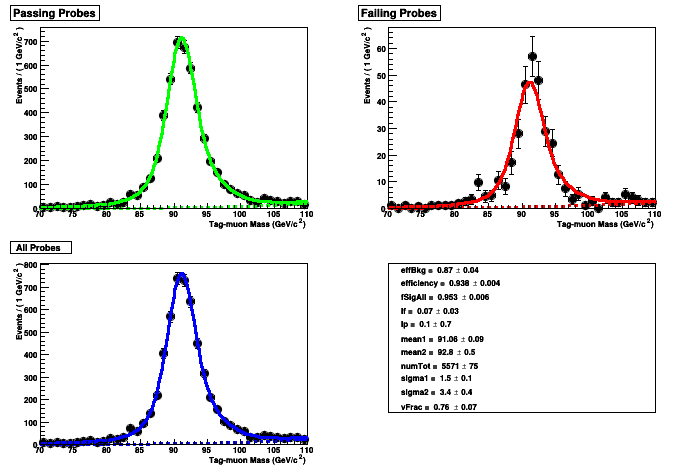 Passing Probes
Events / ( 1 GeV/c²)
700
600
500
400
300
200
100
0
70 75 80 85 90 95 100 105 110
Tag-muon Mass (GeV/c²)
Failing Probes
Events / ( 1 GeV/c²)
60
50
40
30
20
10
0
70 75 80 85 90 95 100 105 110
Tag-muon Mass (GeV/c²)
All Probes
Events / ( 1 GeV/c²)
800
700
600
500
400
300
200
100
0
70 75 80 85 90 95 100 105 110
Tag-muon Mass (GeV/c²)
effBkg = 0.87 ± 0.04
efficiency = 0.938 ± 0.004
fSigAll = 0.953 ± 0.006
lf = 0.07 ± 0.03
lp = 0.1 ± 0.7
mean1 = 91.06 ± 0.09
mean2 = 92.8 ± 0.5
numTot = 5571 ± 75
sigma1 = 1.5 ± 0.1
sigma2 = 3.4 ± 0.4
vFrac = 0.76 ± 0.07